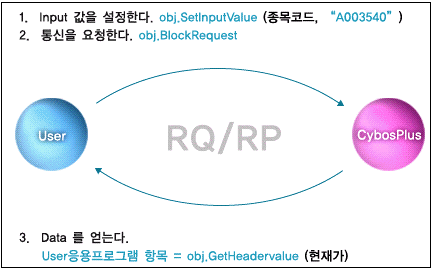 1. Input 값을 설정한다. obj.SetInputValue (종목코드, “A003540” )
2. 통신을 요청한다. obj.BlockRequest
User
RQ/RP
CybosPlus
3. Data 를 얻는다.
User응용프로그램 항목 = obj.GetHeadervalue (현재가)